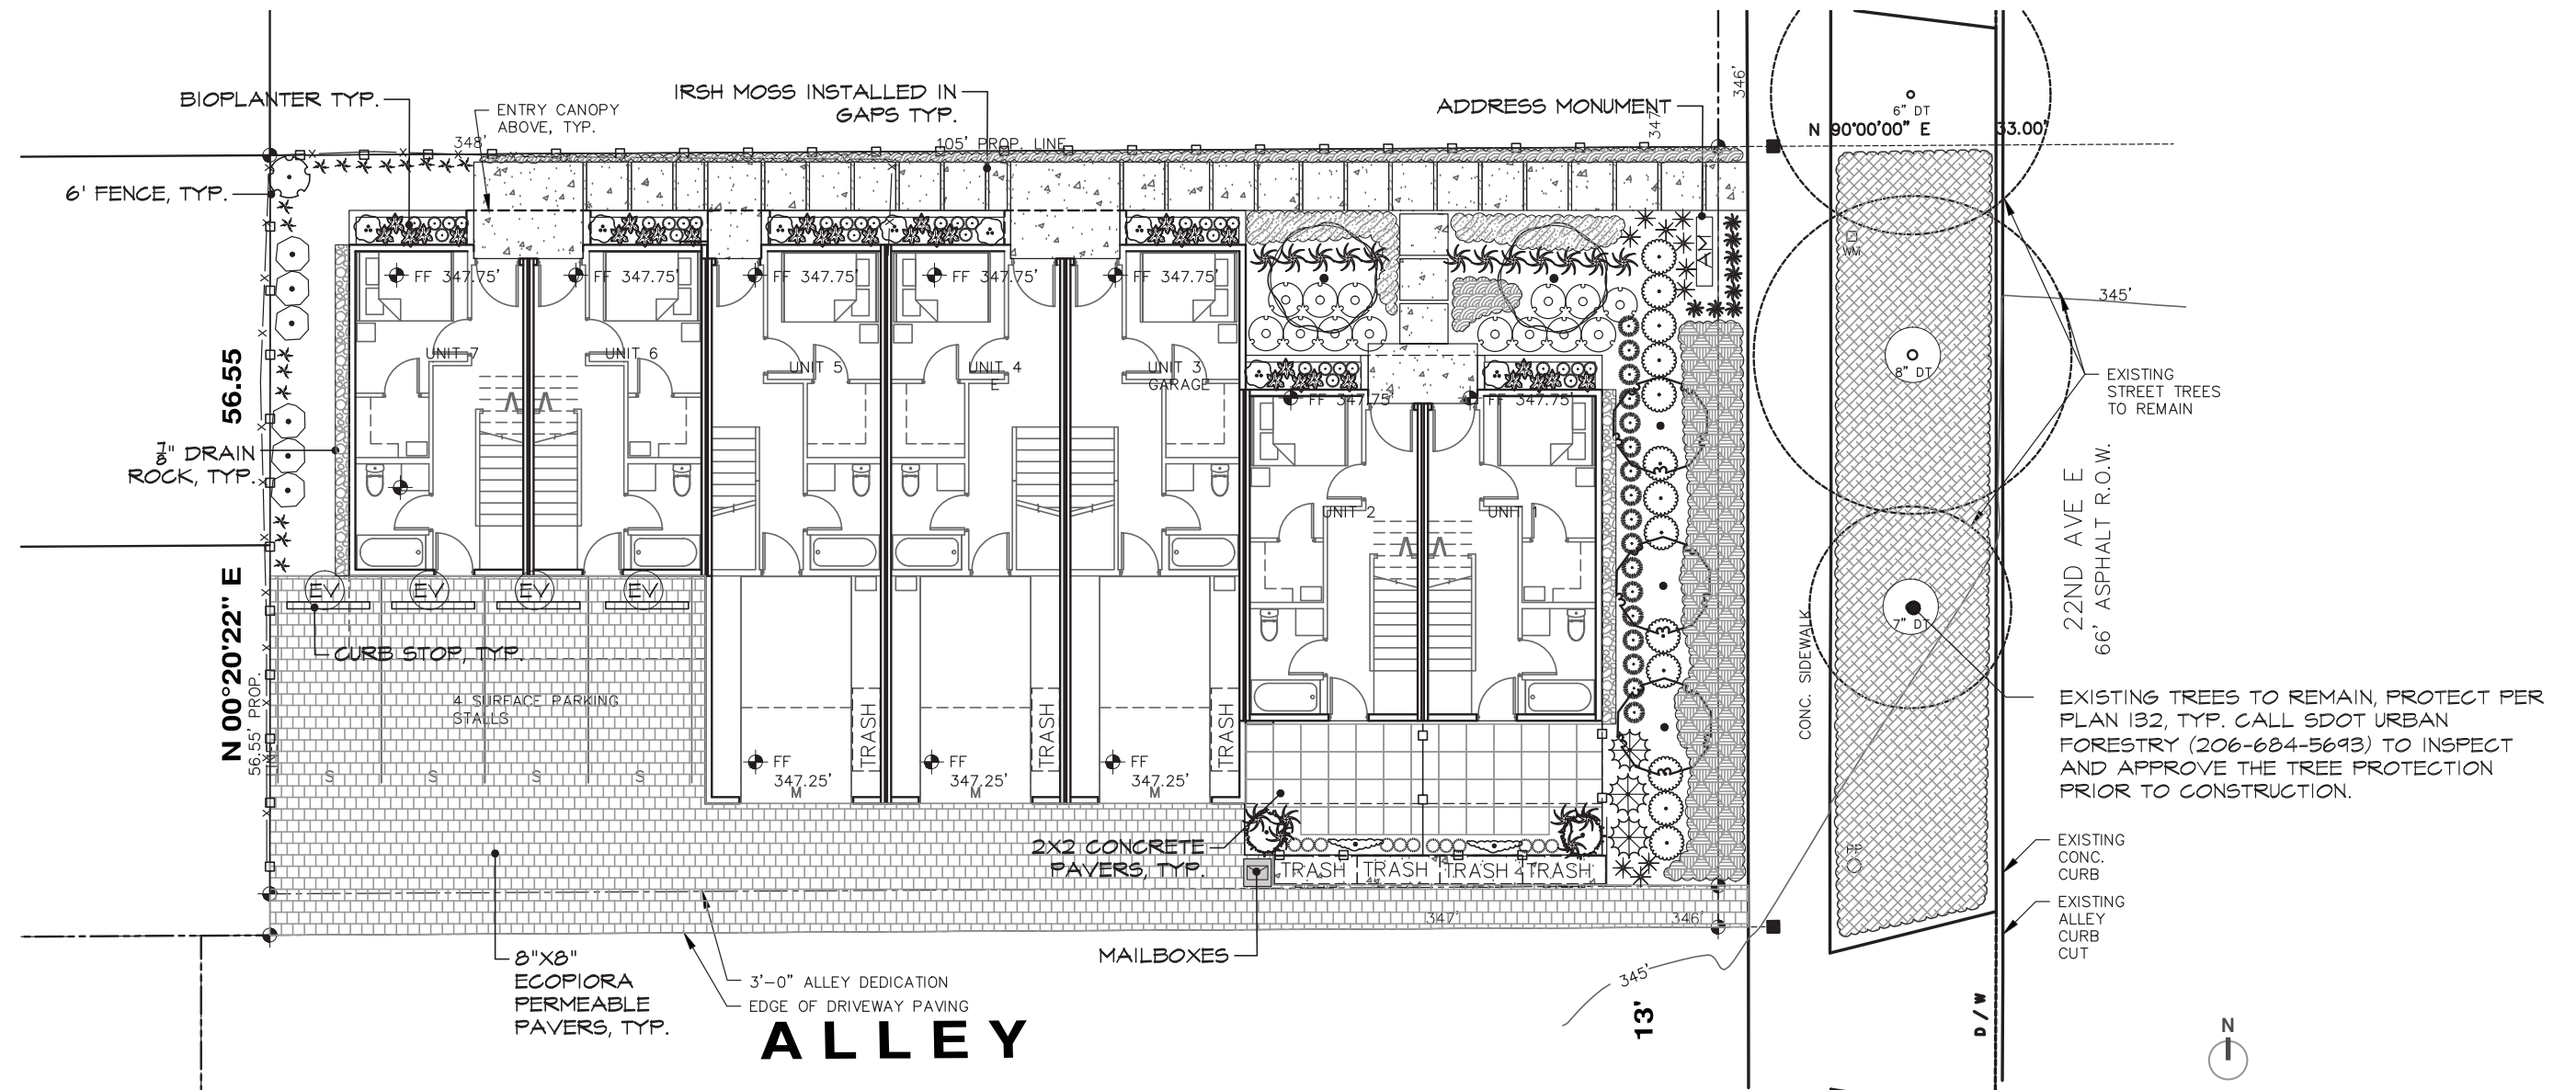 BIOPLANTER TYP.
ENTRY CANOPY
ABOVE, TYP.
IRSH MOSS INSTALLED IN
GAPS TYP.
ADDRESS MONUMENT
346'
347'
348'
105' PROP. LINE
6" DT
N 90°00'00" E
33.00'
6' FENCE, TYP.
AM
WM
345'
FF 347.75'
FF 347.75'
FF 347.75'
FF 347.75'
FF 347.75'
UNIT 7
UNIT 6
UNIT 5
UNIT 4
E
UNIT 3
GARAGE
8" DT
EXISTING
STREET TREES
TO REMAIN
FF 347.75'
FF 347.75'
56.55
7/8" DRAIN
ROCK, TYP.
UNIT 2
UNIT 1
22ND AVE E
66' ASPHALT R.O.W.
EV
EV
EV
EV
N 00°20'22" E
56.55' PROP.
CURB STOP, TYP.
7" DT
CONC. SIDEWALK
4 SURFACE PARKING
STALLS
S
S
S
S
TRASH
TRASH
TRASH
FF
347.25'
M
FF
347.25'
FF
347.25'
M
EXISTING TREES TO REMAIN, PROTECT PER
PLAN 132, TYP. CALL SDOT URBAN
FORESTRY (206-684-5693) TO INSPECT
AND APPROVE THE TREE PROTECTION
PRIOR TO CONSTRUCTION.
2X2 CONCRETE
PAVERS, TYP.
TRASH
TRASH
TRASH
TRASH
PP
EXISTING
CONC.
CURB
EXISTING
ALLEY
CURB
CUT
347'
346'
MAILBOXES
8"X8"
ECOPIORA
PERMEABLE
PAVERS, TYP.
3'-0" ALLEY DEDICATION
EDGE OF DRIVEWAY PAVING
ALLEY
345'
13'
D/W
N